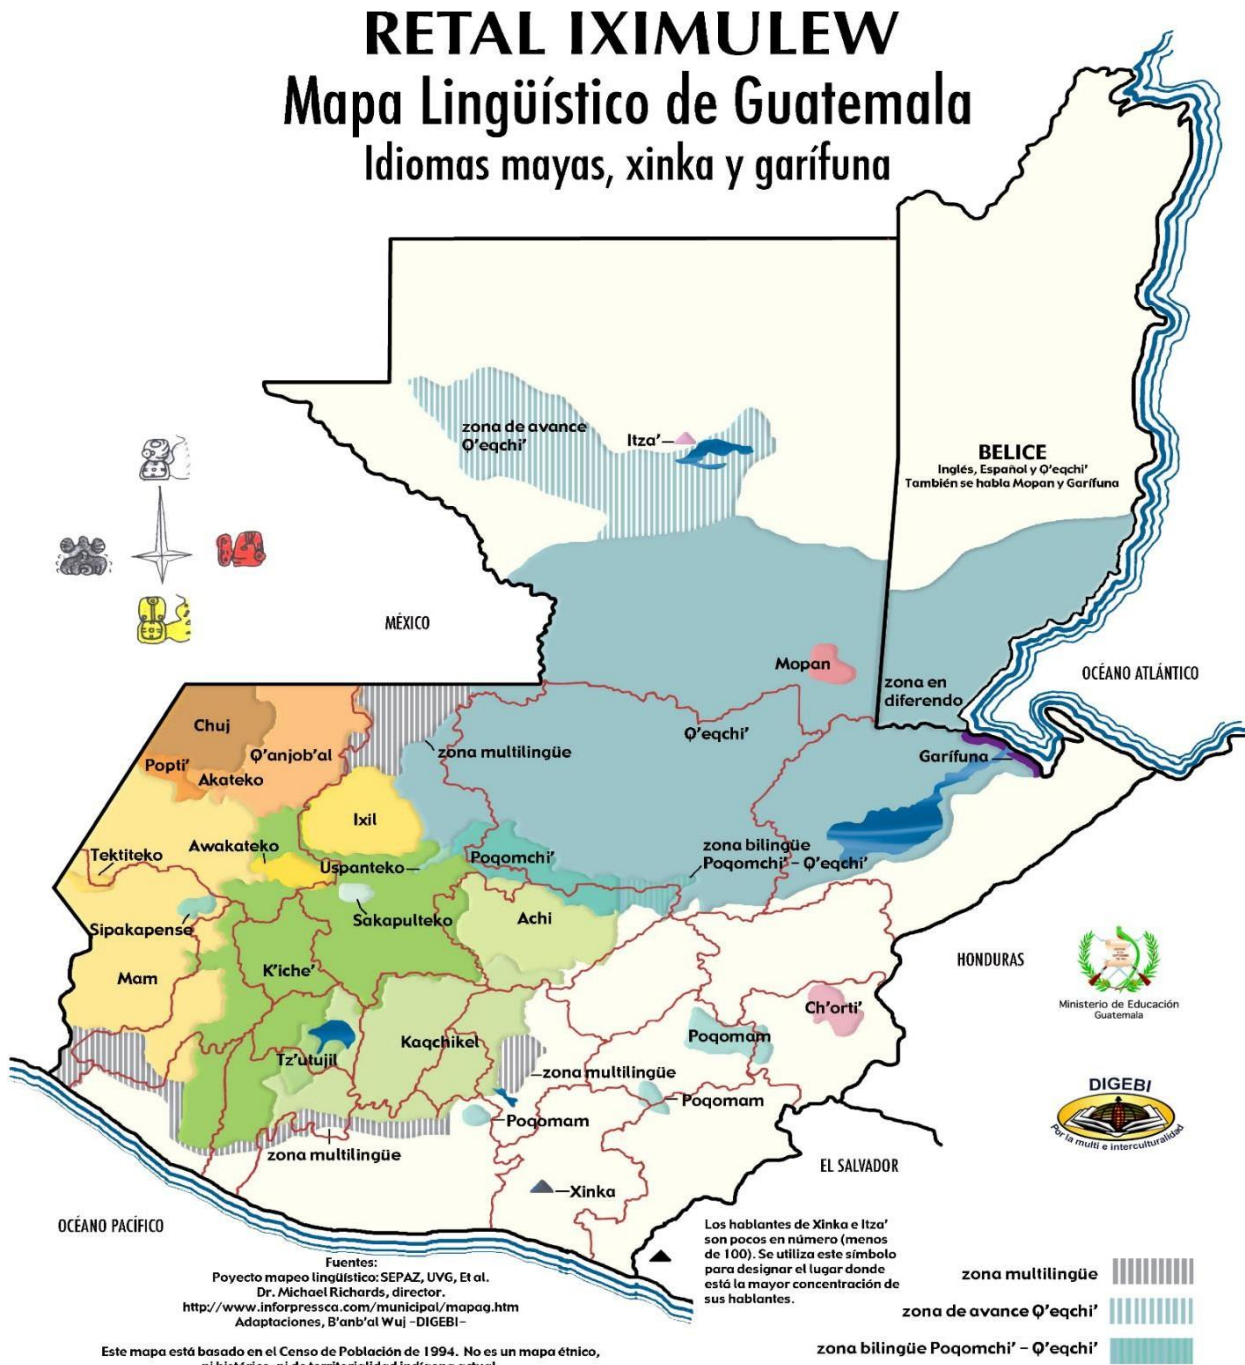 RETAL IXIMULEW
Mapa Lingüístico de Guatemala
Idiomas mayas, xinka y garífuna
zona de avance
Q'eqchi'
Itza'
BELICE
Inglés, Español y Q'eqchi'
También se habla Mopan y Garífuna
MÉXICO
Mopan
zona en
diferendo
OCÉANO ATLÁNTICO
Chuj
Q'anjob'al
Popti'
Akateko
zona multilingüe
Q'eqchi'
Garífuna
Ixil
Tektiteko
Awakateko
Uspanteko
Poqomchi'
zona bilingüe
Poqomchi' – Q'eqchi'
Sipakapense
Sakapulteko
Achi
Mam
K'iche'
HONDURAS
Ministerio de Educación
Guatemala
Ch'orti'
Tz'utujil
Kaqchikel
Poqomam
zona multilingüe
Poqomam
Poqomam
zona multilingüe
DIGEBI
Por la multi e interculturalidad
EL SALVADOR
Xinka
OCÉANO PACÍFICO
Los hablantes de Xinka e Itza'
son pocos en número (menos
de 100). Se utiliza este símbolo
para designar el lugar donde
está la mayor concentración de
sus hablantes.
Fuentes:
Poyecto mapeo lingüístico: SEPAZ, UVG, Et al.
Dr. Michael Richards, director.
http://www.inforpressca.com/municipal/mapag.htm
Adaptaciones, B'anb'al Wuj –DIGEBI–
zona multilingüe
zona de avance Q'eqchi'
zona bilingüe Poqomchi' – Q'eqchi'
Este mapa está basado en el Censo de Población de 1994. No es un mapa étnico,
ni histórico, ni de territorialidad indígena actual